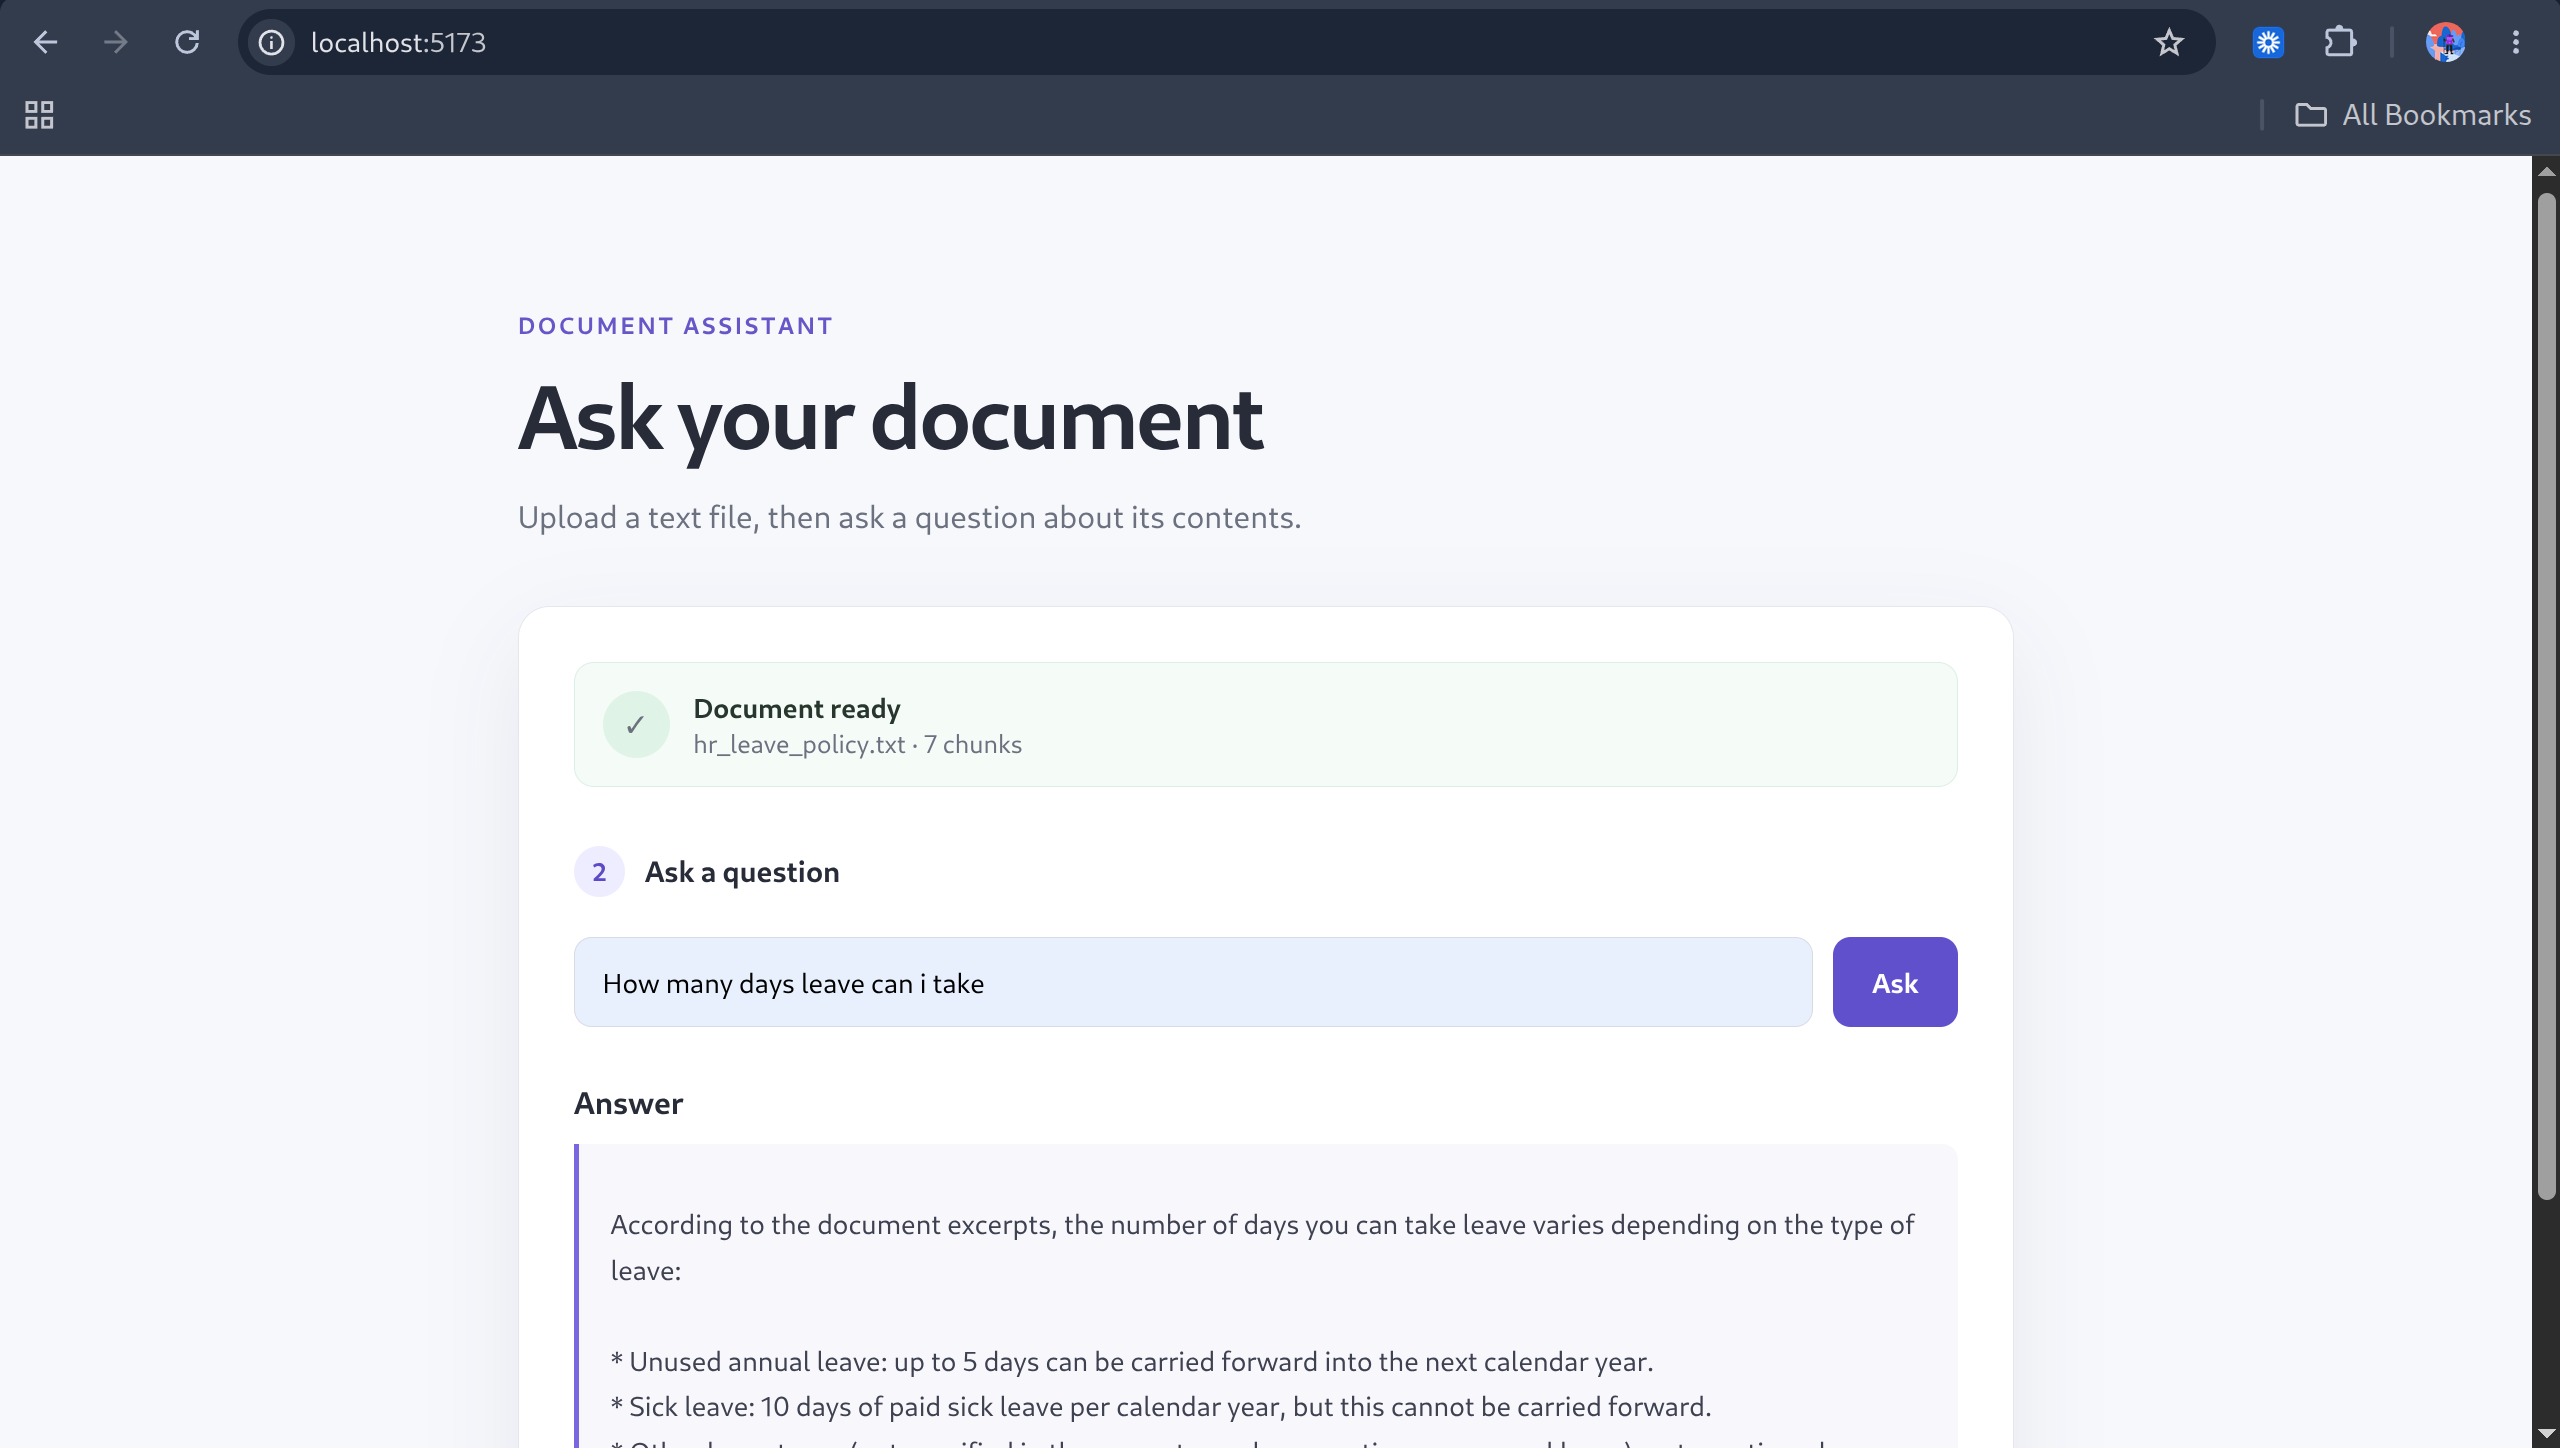 localhost:5173
All Bookmarks
DOCUMENT ASSISTANT
Ask your document
Upload a text file, then ask a question about its contents.
✓
Document ready
hr_leave_policy.txt · 7 chunks
2 Ask a question
How many days leave can i take
Ask
Answer
According to the document excerpts, the number of days you can take leave varies depending on the type of
leave:
* Unused annual leave: up to 5 days can be carried forward into the next calendar year.
* Sick leave: 10 days of paid sick leave per calendar year, but this cannot be carried forward.